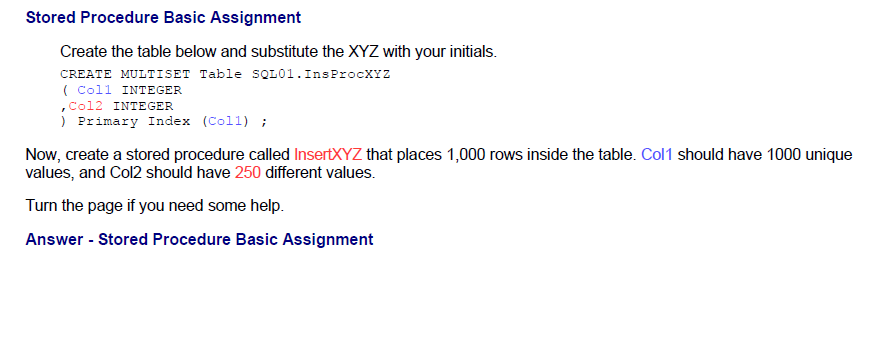 Stored Procedure Basic Assignment
Create the table below and substitute the XYZ with your initials.
CREATE MULTISET Table SQL01.InsProcXYZ
( Col1 INTEGER
,Col2 INTEGER
) Primary Index (Col1) ;
Now, create a stored procedure called InsertXYZ that places 1,000 rows inside the table. Col1 should have 1000 unique
values, and Col2 should have 250 different values.
Turn the page if you need some help.
Answer - Stored Procedure Basic Assignment